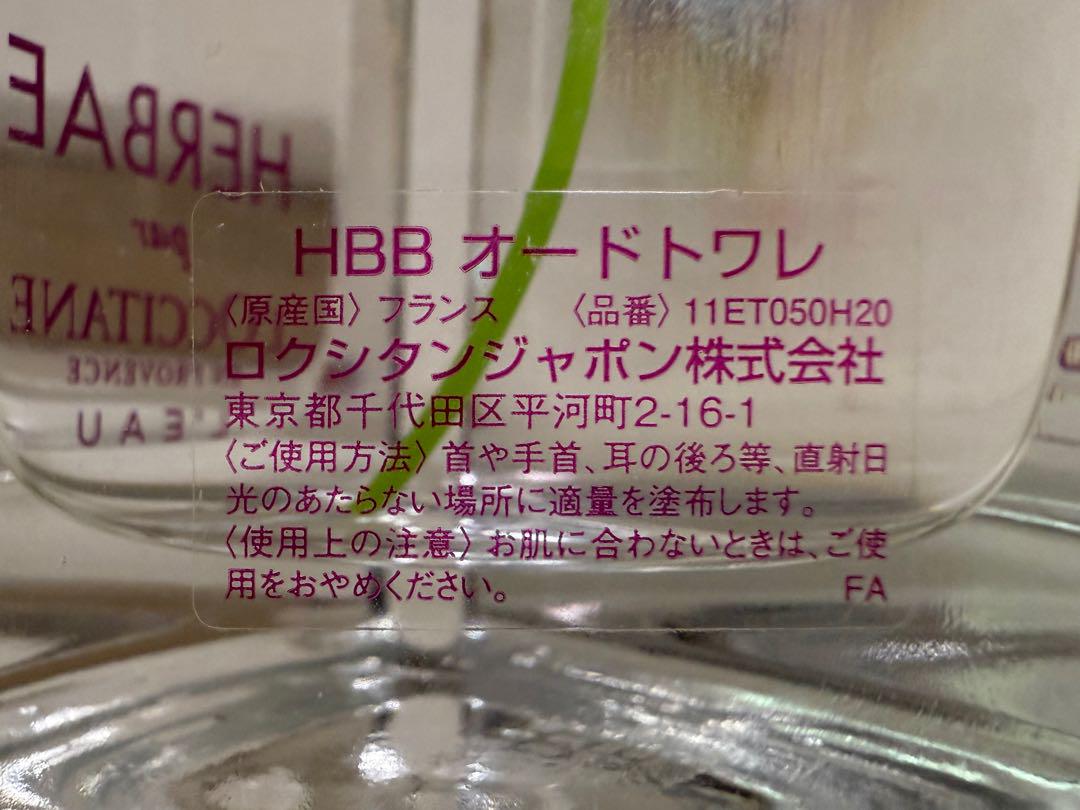 HERBAE
par
L'OCCITANE
EN PROVENCE
L'EAU
HBB オードトワレ
〈原産国〉フランス 〈品番〉11ET050H20
ロクシタンジャポン株式会社
東京都千代田区平河町2-16-1
〈ご使用方法〉首や手首、耳の後ろ等、直射日
光のあたらない場所に適量を塗布します。
〈使用上の注意〉お肌に合わないときは、ご使
用をおやめください。 FA